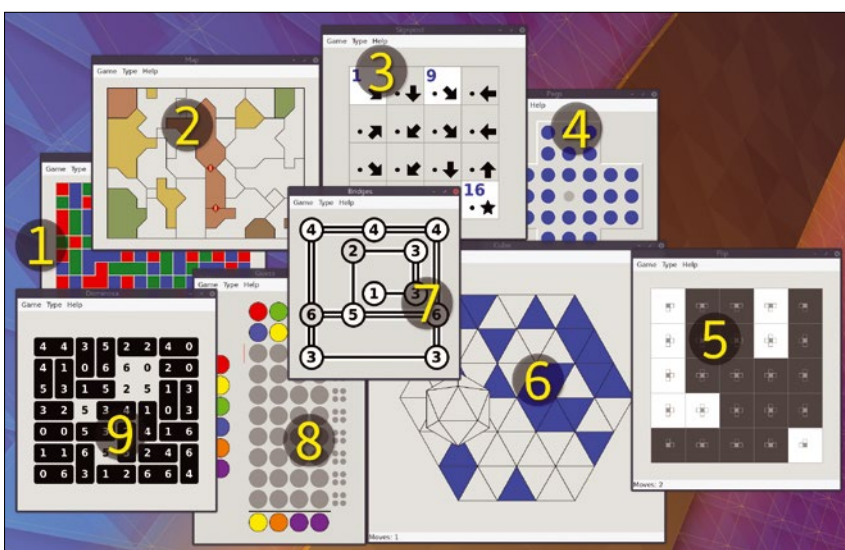 Signpost
Game Type Help
1 9
3
16
Map
Game Type Help
2
Pegs
Help
4
Game Type
1
Bridges
Game Type Help
4 4 4
2 3
1 3
7
6 5 6
3 3
Cube
Help
6
Moves: 1
Flip
Game Type Help
5
Moves: 2
Guess
Game Type Help
8
Dominosa
Game Type Help
4 4 3 5 2 2 4 0
4 1 0 6 6 0 2 0
5 3 1 5 2 5 1 3
3 2 5 3 4 1 0 3
0 0 5 4 1 6
1 1 6 2 4 6
0 6 3 1 2 6 6 4
9